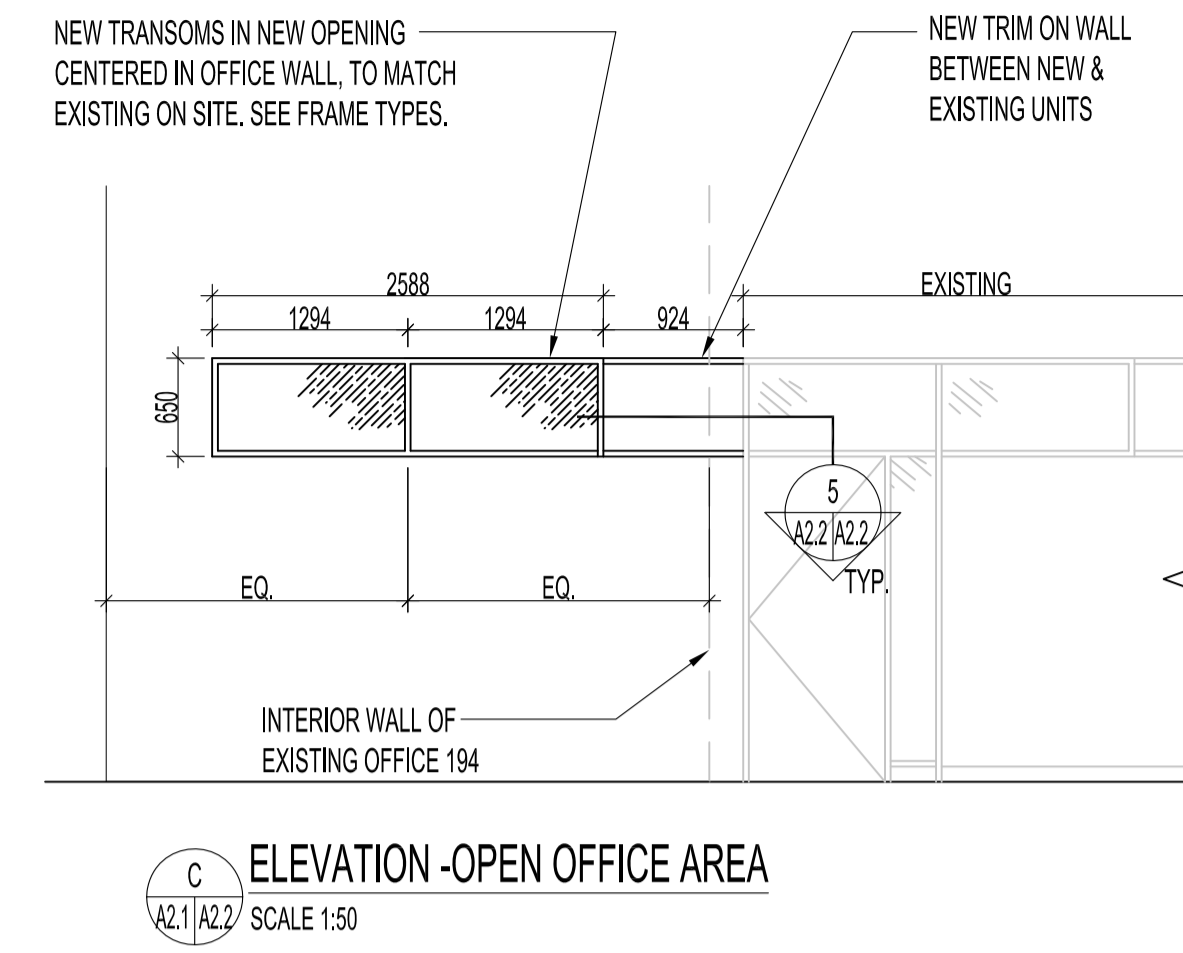 NEW TRANSOMS IN NEW OPENING
CENTERED IN OFFICE WALL, TO MATCH
EXISTING ON SITE. SEE FRAME TYPES.
NEW TRIM ON WALL
BETWEEN NEW &
EXISTING UNITS
2588
EXISTING
1294
1294
924
650
5
A2.2 A2.2
TYP.
EQ.
EQ.
INTERIOR WALL OF
EXISTING OFFICE 194
C
A2.1 A2.2
ELEVATION -OPEN OFFICE AREA
SCALE 1:50